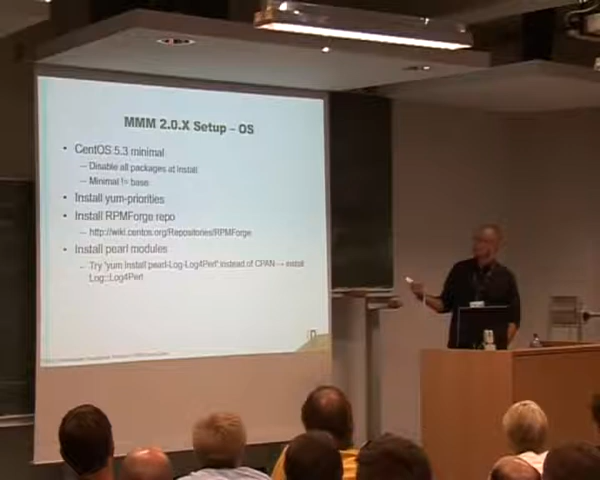 MMM 2.0.X Setup – OS
• CentOS 5.3 minimal
– Disable all packages at install
– Minimal != base
• Install yum-priorities
• Install RPMForge repo
– http://wiki.centos.org/Repositories/RPMForge
• Install pearl modules
– Try 'yum install pearl-Log-Log4Perl' instead of CPAN -> install
Log::Log4Perl